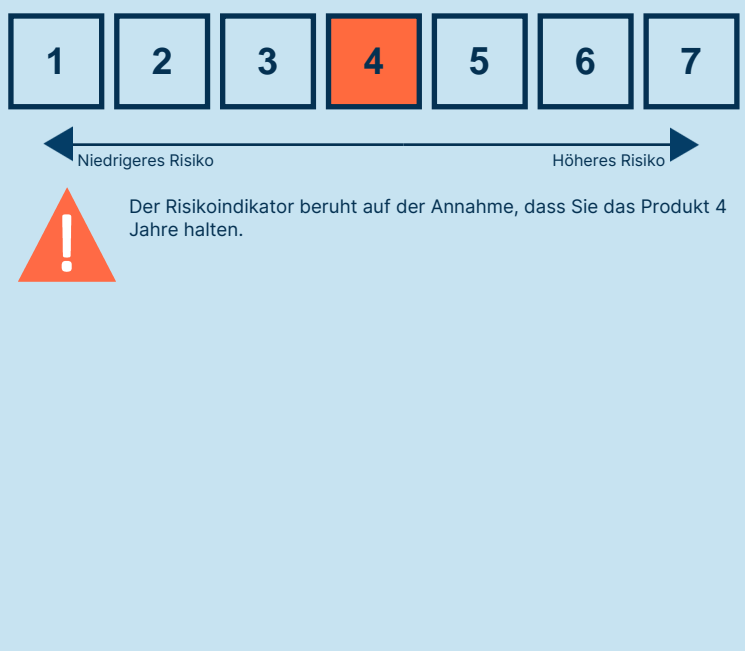 1 2 3 4 5 6 7
Niedrigeres Risiko Höheres Risiko
Der Risikoindikator beruht auf der Annahme, dass Sie das Produkt 4
Jahre halten.